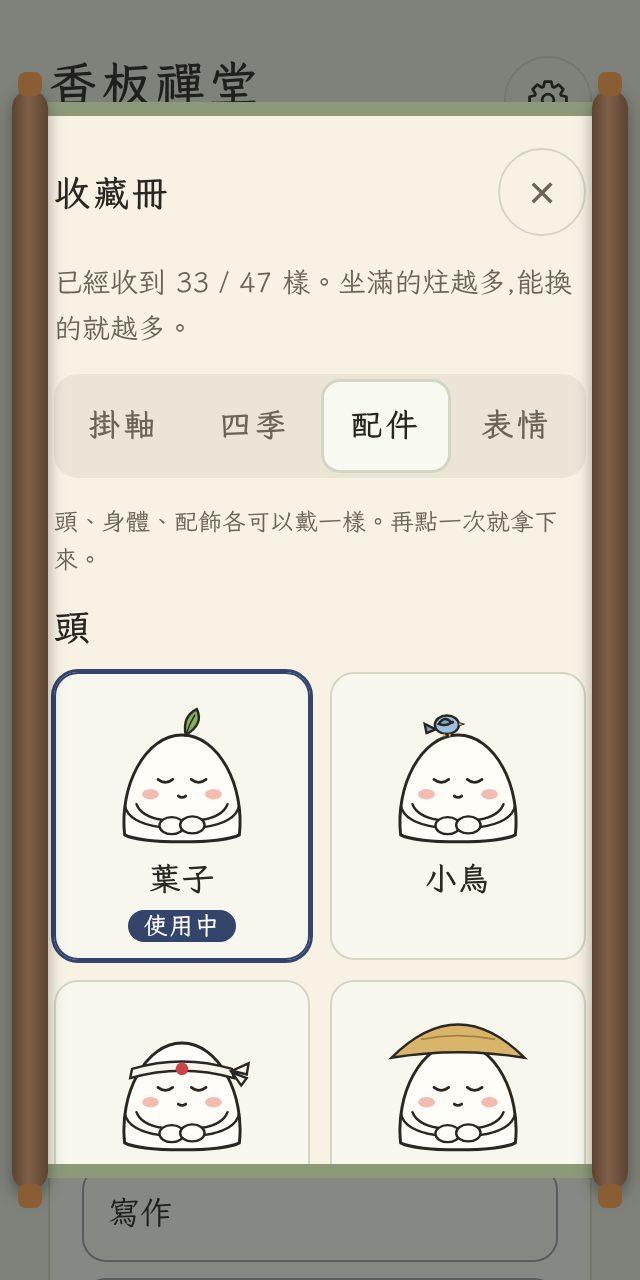 香板禪堂
收藏冊
已經收到 33 / 47 樣。坐滿的炷越多,能換
的就越多。
掛軸 四季 配件 表情
頭、身體、配飾各可以戴一樣。再點一次就拿下
來。
頭
葉子 小鳥
使用中
寫作